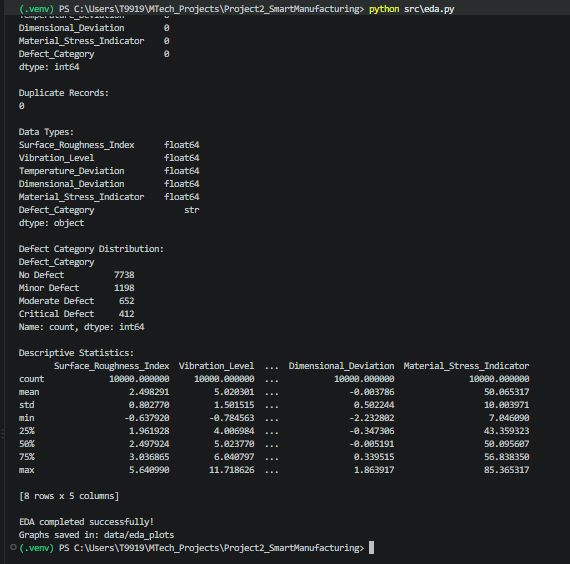 (.venv) PS C:\Users\T9919\MTech_Projects\Project2_SmartManufacturing> python src\eda.py
Temperature_Deviation 0
Dimensional_Deviation 0
Material_Stress_Indicator 0
Defect_Category 0
dtype: int64
Duplicate Records:
0
Data Types:
Surface_Roughness_Index float64
Vibration_Level float64
Temperature_Deviation float64
Dimensional_Deviation float64
Material_Stress_Indicator float64
Defect_Category str
dtype: object
Defect Category Distribution:
Defect_Category
No Defect 7738
Minor Defect 1198
Moderate Defect 652
Critical Defect 412
Name: count, dtype: int64
Descriptive Statistics:
Surface_Roughness_Index Vibration_Level ... Dimensional_Deviation Material_Stress_Indicator
count 10000.000000 10000.000000 ... 10000.000000 10000.000000
mean 2.498291 5.020301 ... -0.003786 50.065317
std 0.802770 1.501515 ... 0.502244 10.003971
min -0.637920 -0.784563 ... -2.232802 7.046090
25% 1.961928 4.006984 ... -0.347306 43.359323
50% 2.497924 5.023770 ... -0.005191 50.095607
75% 3.036865 6.040797 ... 0.339515 56.838350
max 5.640990 11.718626 ... 1.863917 85.365317
[8 rows x 5 columns]
EDA completed successfully!
Graphs saved in: data/eda_plots
(.venv) PS C:\Users\T9919\MTech_Projects\Project2_SmartManufacturing>